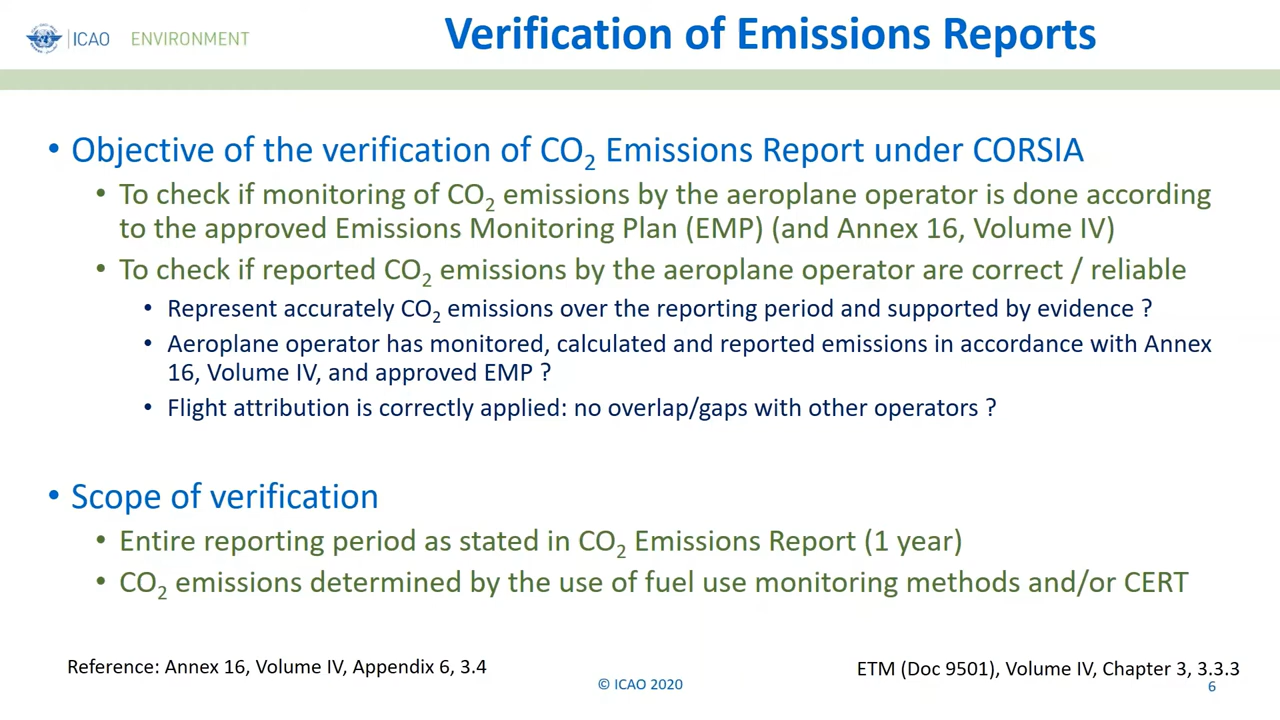 ICAO ENVIRONMENT
Verification of Emissions Reports
• Objective of the verification of CO₂ Emissions Report under CORSIA
• To check if monitoring of CO₂ emissions by the aeroplane operator is done according
to the approved Emissions Monitoring Plan (EMP) (and Annex 16, Volume IV)
• To check if reported CO₂ emissions by the aeroplane operator are correct / reliable
• Represent accurately CO₂ emissions over the reporting period and supported by evidence ?
• Aeroplane operator has monitored, calculated and reported emissions in accordance with Annex
16, Volume IV, and approved EMP ?
• Flight attribution is correctly applied: no overlap/gaps with other operators ?
• Scope of verification
• Entire reporting period as stated in CO₂ Emissions Report (1 year)
• CO₂ emissions determined by the use of fuel use monitoring methods and/or CERT
Reference: Annex 16, Volume IV, Appendix 6, 3.4
ETM (Doc 9501), Volume IV, Chapter 3, 3.3.3
© ICAO 2020
6